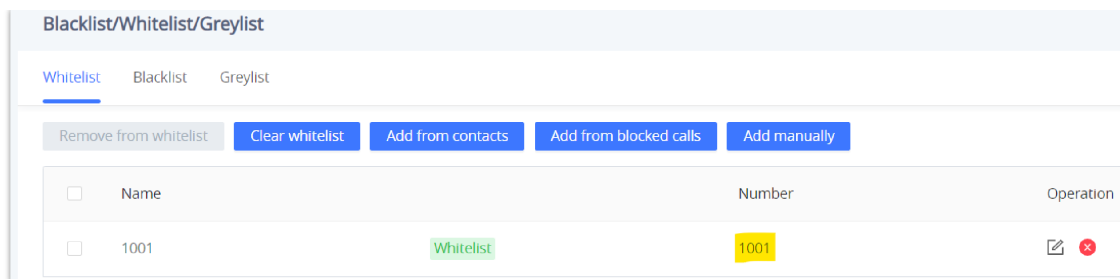 Blacklist/Whitelist/Greylist
Whitelist Blacklist Greylist
Remove from whitelist Clear whitelist Add from contacts Add from blocked calls Add manually
Name Number Operation
1001 Whitelist 1001